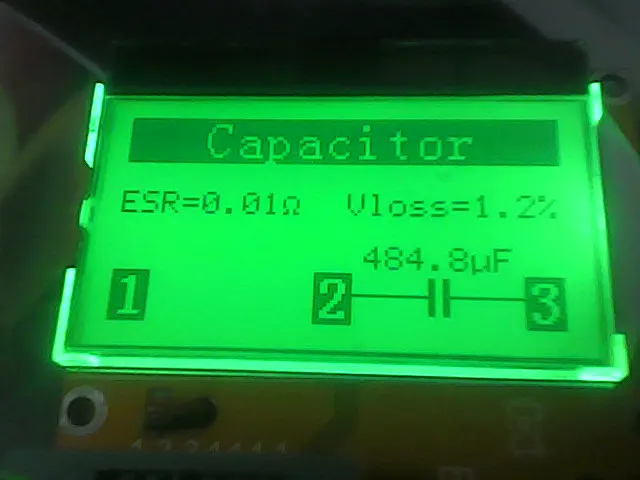 Capacitor
ESR=0.01Ω Vloss=1.2%
484.8µF
1 2 3